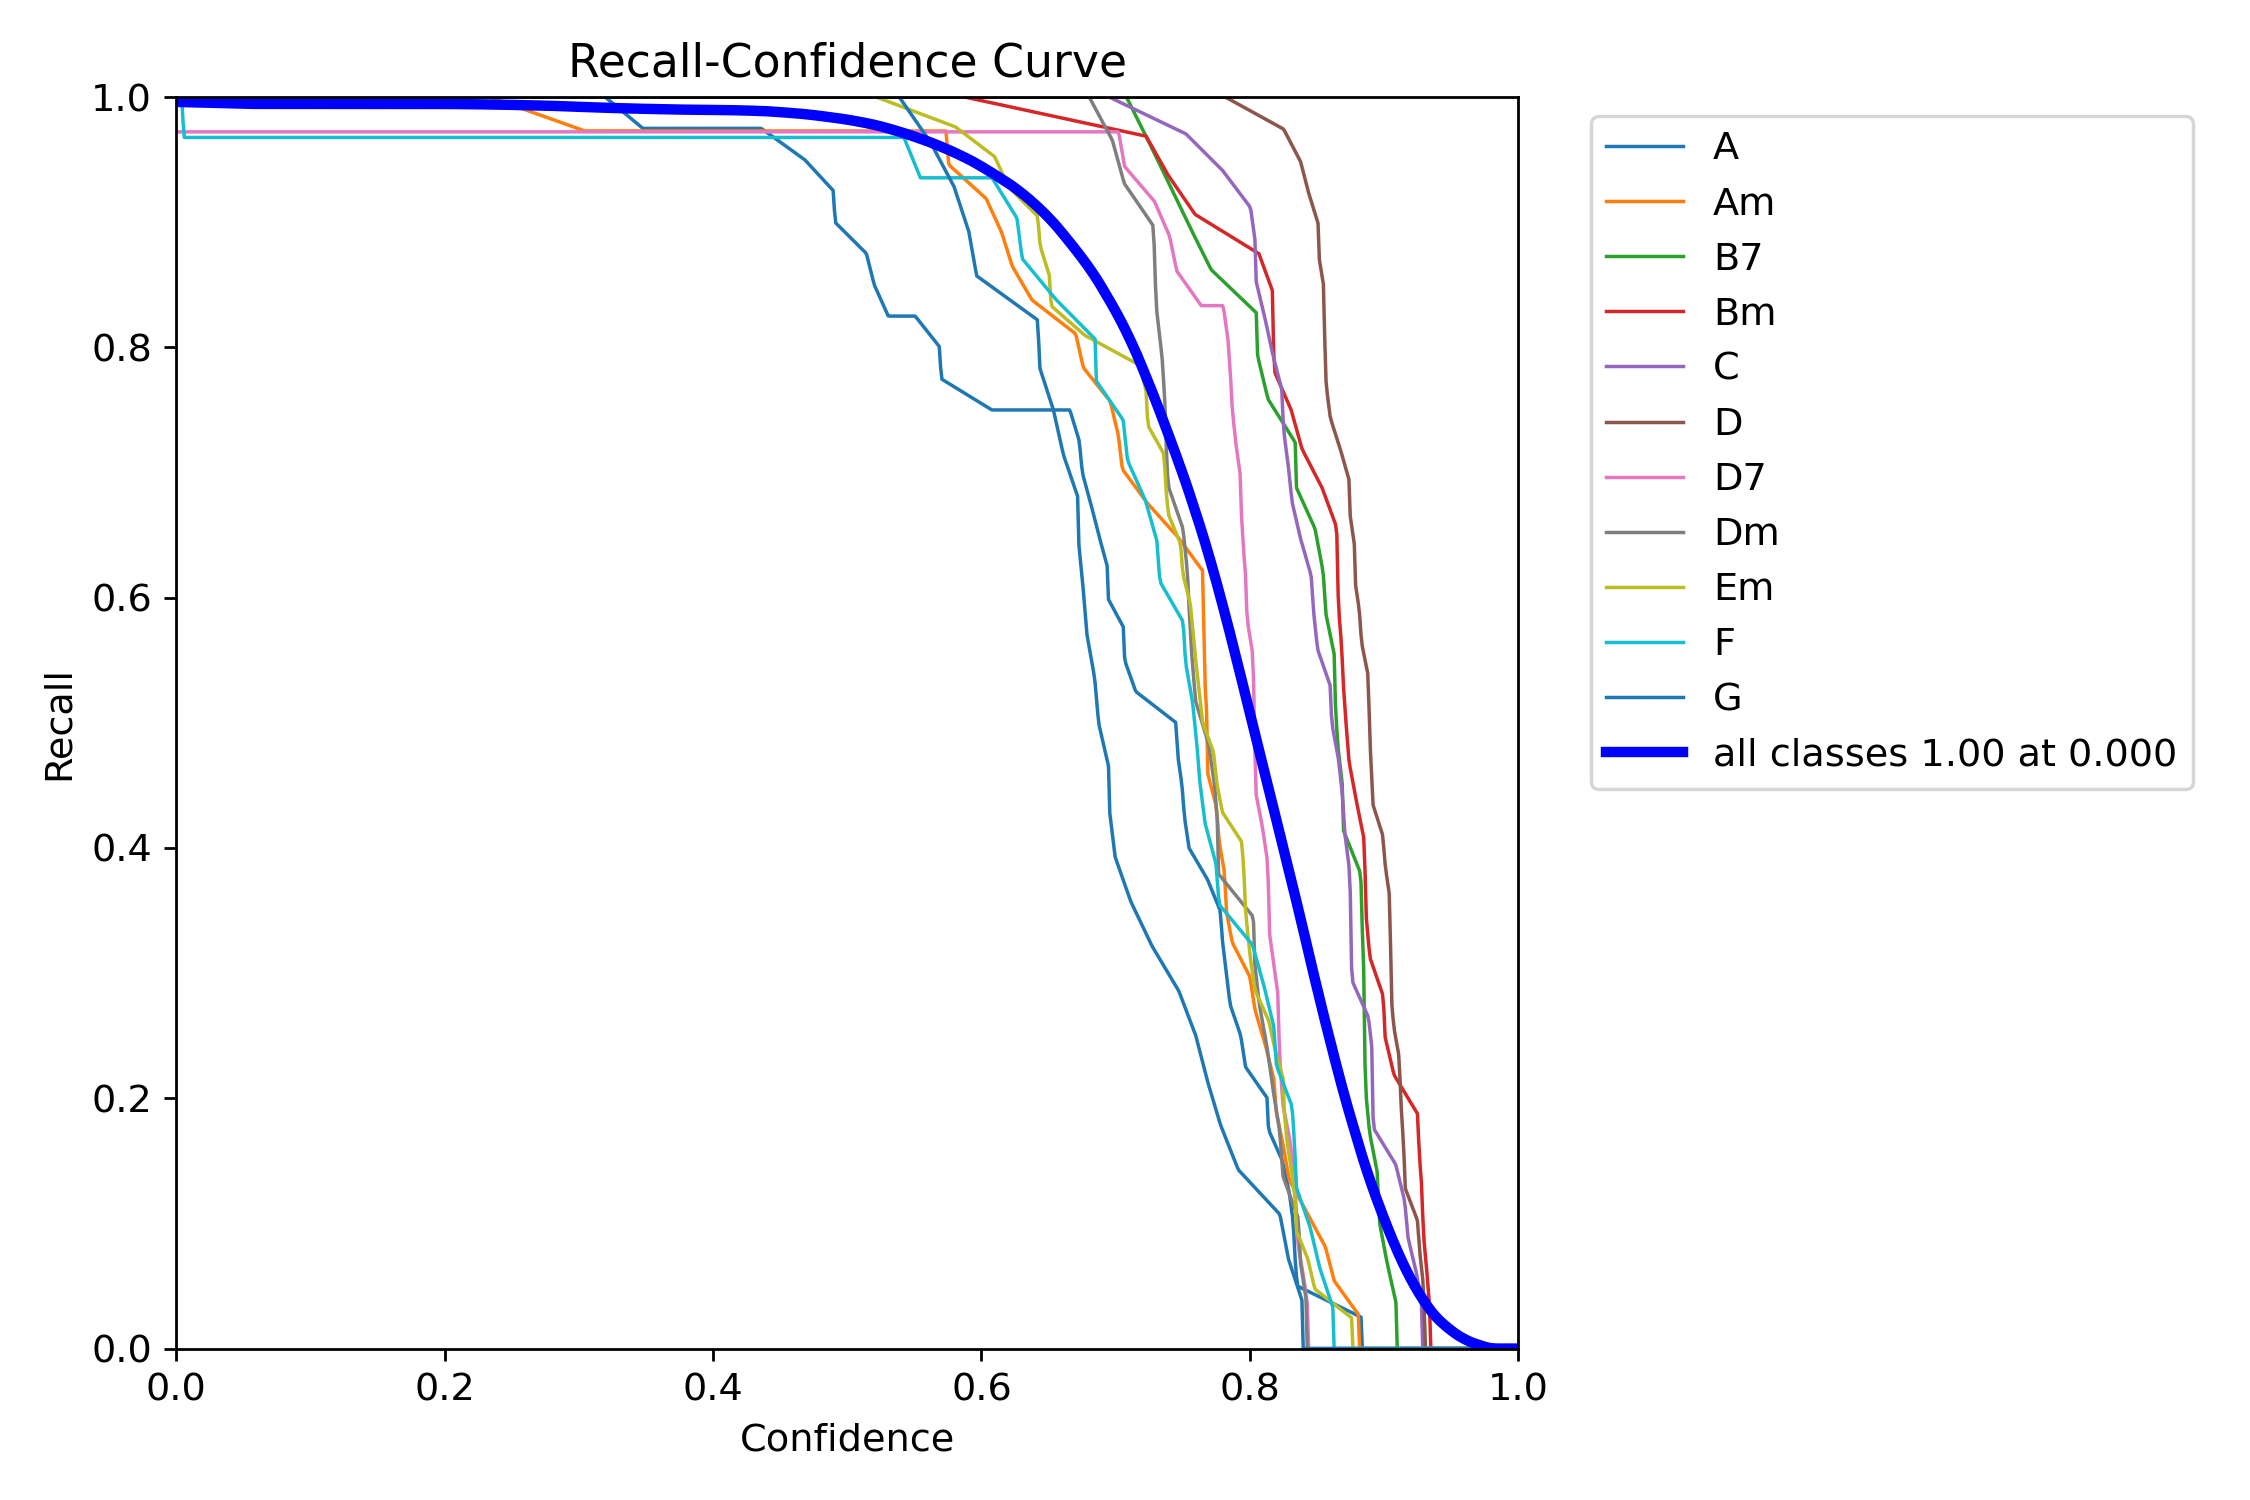 Recall-Confidence Curve
1.0
0.8
0.6
0.4
0.2
0.0
Recall
0.0 0.2 0.4 0.6 0.8 1.0
Confidence
A
Am
B7
Bm
C
D
D7
Dm
Em
F
G
all classes 1.00 at 0.000